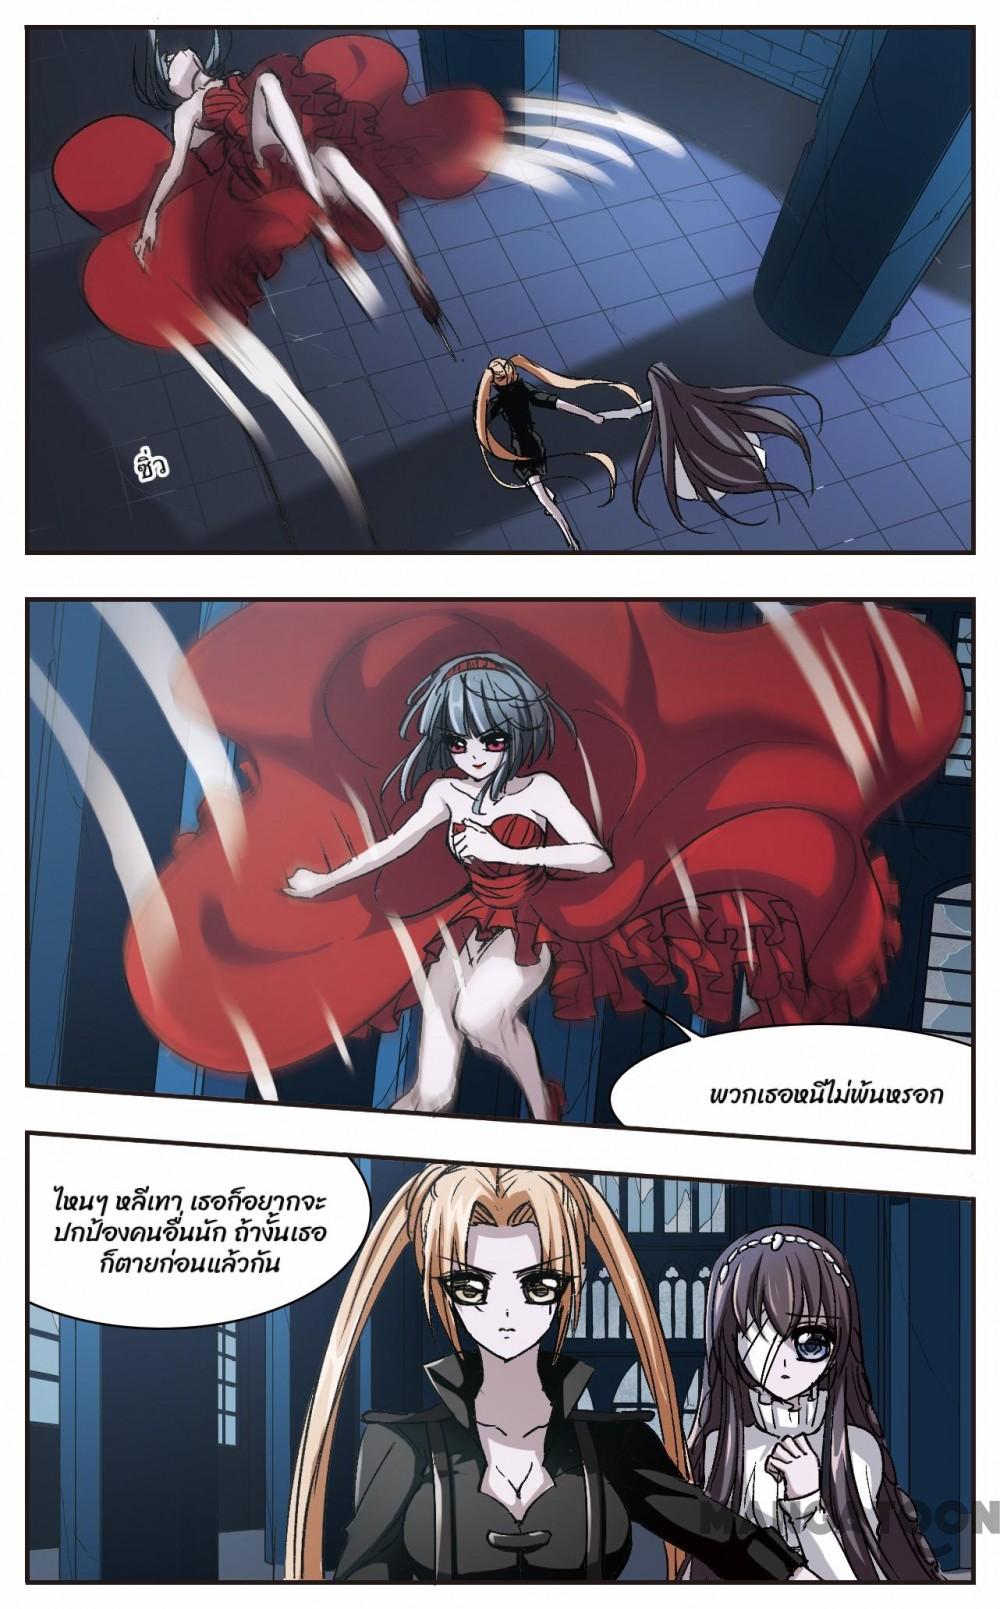 ซิ่ว
พวกเธอหนีไม่พ้นหรอก
ไหนๆ หลีเทา เธอก็อยากจะ
ปกป้องคนอื่นนัก ถ้างั้นเธอ
ก็ตายก่อนแล้วกัน
MANGATOON